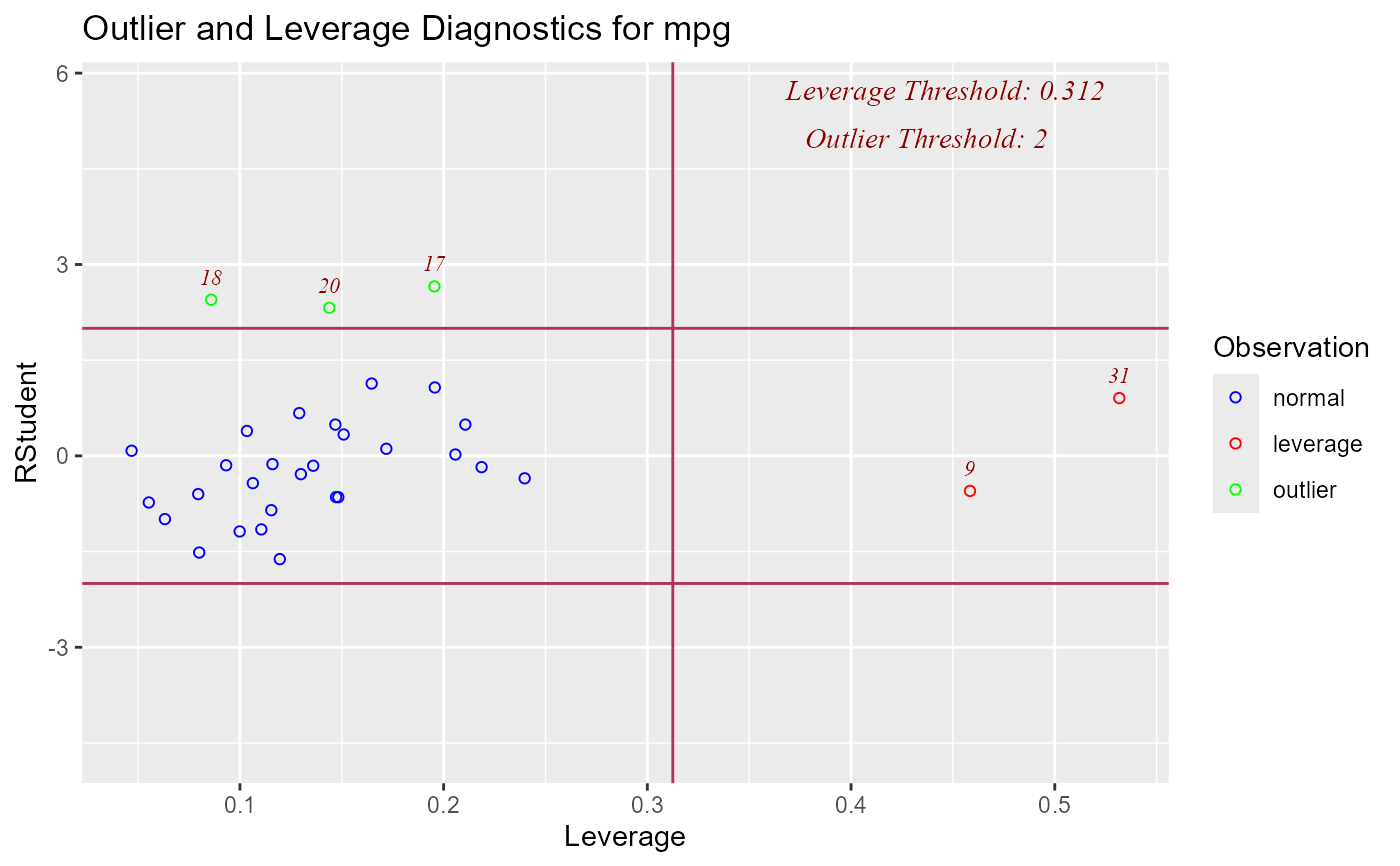 Outlier and Leverage Diagnostics for mpg
6
Leverage Threshold: 0.312
Outlier Threshold: 2
3
18
20
17
Observation
normal
leverage
outlier
31
9
RStudent
0
-3
0.1
0.2
0.3
0.4
0.5
Leverage